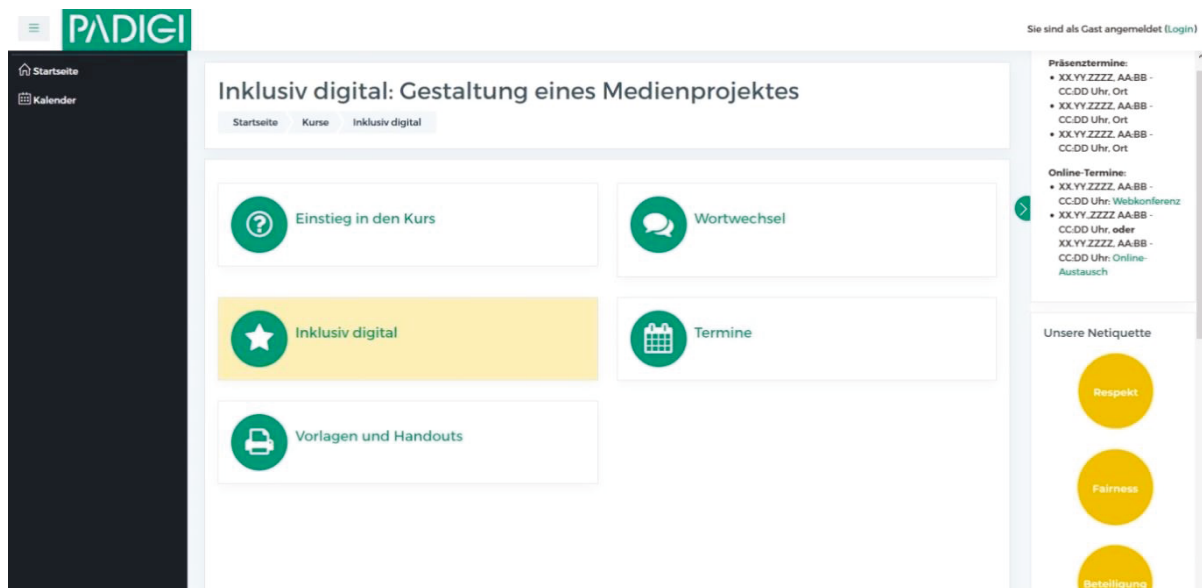 PADIGI
Sie sind als Gast angemeldet (Login)
Startseite
Kalender
Inklusiv digital: Gestaltung eines Medienprojektes
Startseite Kurse Inklusiv digital
Einstieg in den Kurs
Wortwechsel
Inklusiv digital
Termine
Vorlagen und Handouts
Präsenztermine:
• XX.YY.ZZZZ, AA:BB -
CC:DD Uhr, Ort
• XX.YY.ZZZZ, AA:BB -
CC:DD Uhr, Ort
• XX.YY.ZZZZ, AA:BB -
CC:DD Uhr, Ort
Online-Termine:
• XX.YY.ZZZZ, AA:BB -
CC:DD Uhr: Webkonferenz
• XX.YY..ZZZZ AA:BB -
CC:DD Uhr, oder
XX.YY.ZZZZ, AA:BB -
CC:DD Uhr: Online-
Austausch
Unsere Netiquette
Respekt
Fairness
Beteiligung